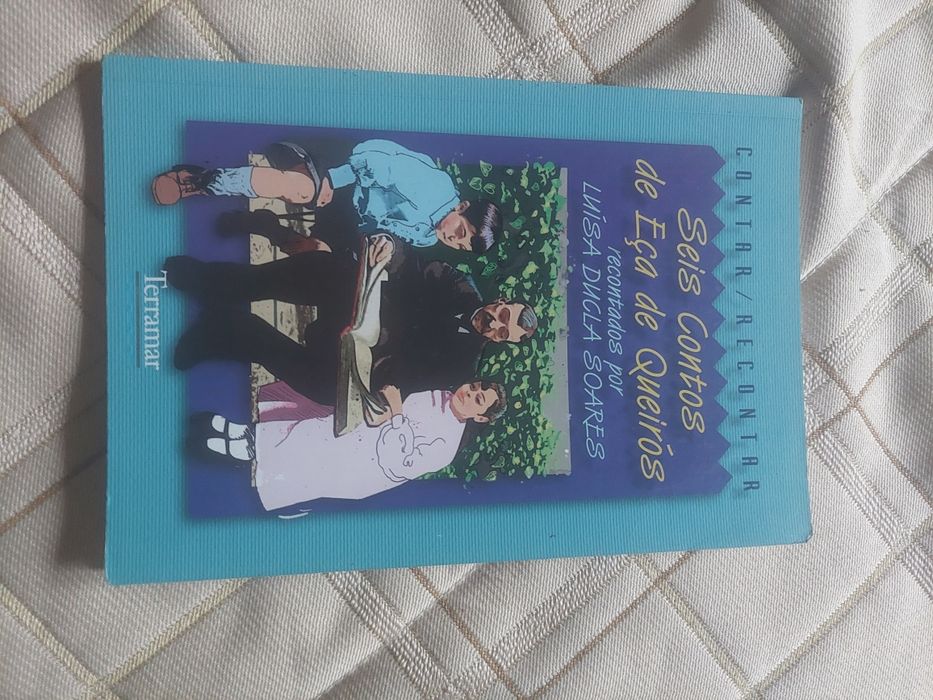 CONTAR / RECONTAR
Seis Contos
de Eça de Queirós
recontados por
LUÍSA DUCLA SOARES
Terramar